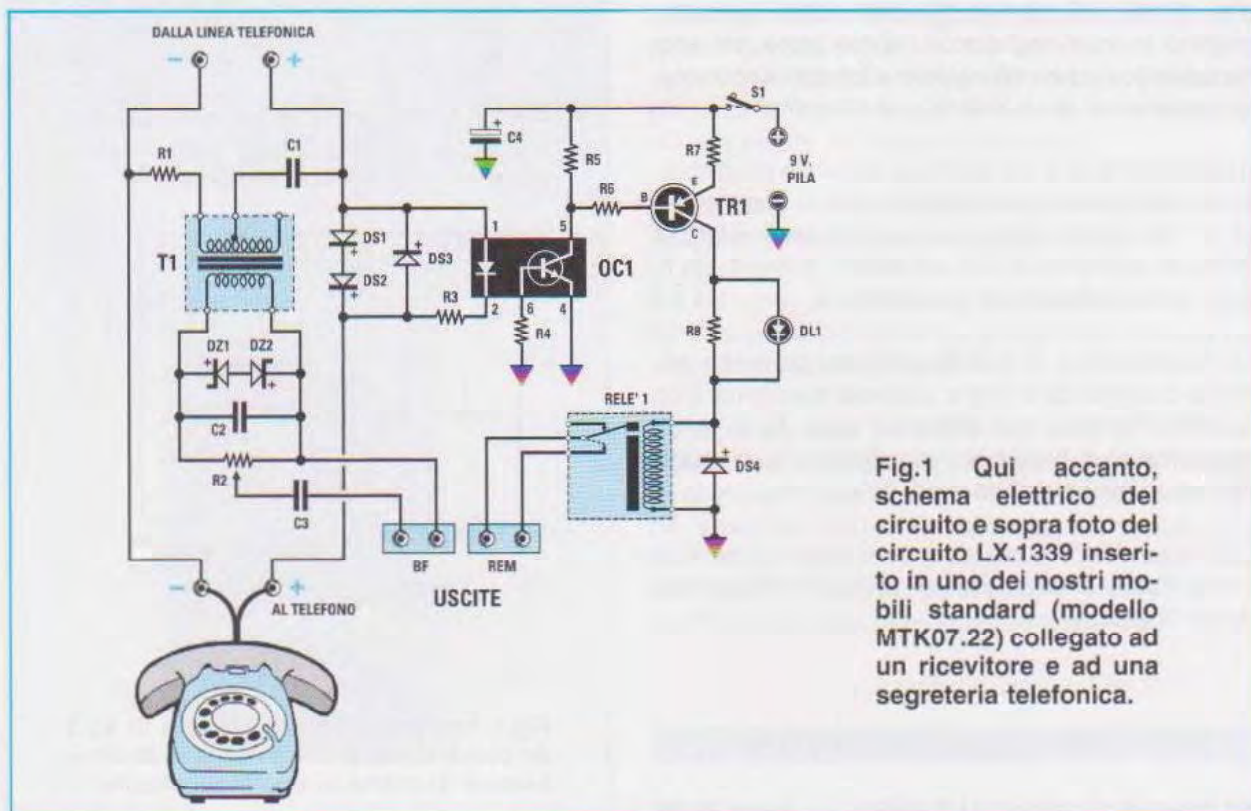 DALLA LINEA TELEFONICA
− +
R1
C1
T1
DZ1 DZ2
C2
R2
C3
DS1
DS2
DS3
R3
1
2
5
6
4
OC1
R4
C4
R5
R6
R7
S1
B
E
C
TR1
9 V.
PILA
R8
DL1
RELE' 1
DS4
BF
REM
USCITE
− +
AL TELEFONO
Fig.1 Qui accanto,
schema elettrico del
circuito e sopra foto del
circuito LX.1339 inseri-
to in uno dei nostri mo-
bili standard (modello
MTK07.22) collegato ad
un ricevitore e ad una
segreteria telefonica.